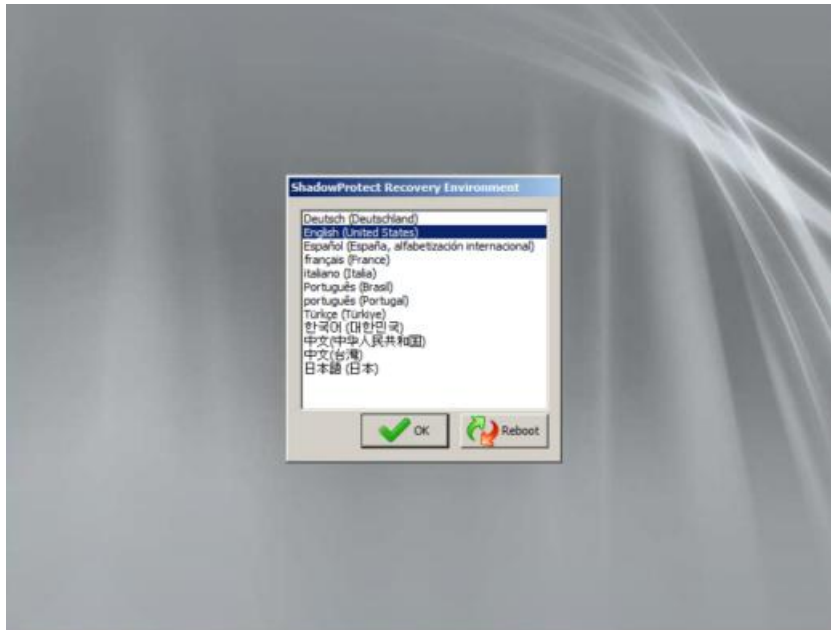 ShadowProtect Recovery Environment
Deutsch (Deutschland)
English (United States)
Español (España, alfabetización internacional)
français (France)
italiano (Italia)
Português (Brasil)
português (Portugal)
Türkçe (Türkiye)
한국어 (대한민국)
中文(中华人民共和国)
中文(台灣)
日本語 (日本)
OK
Reboot